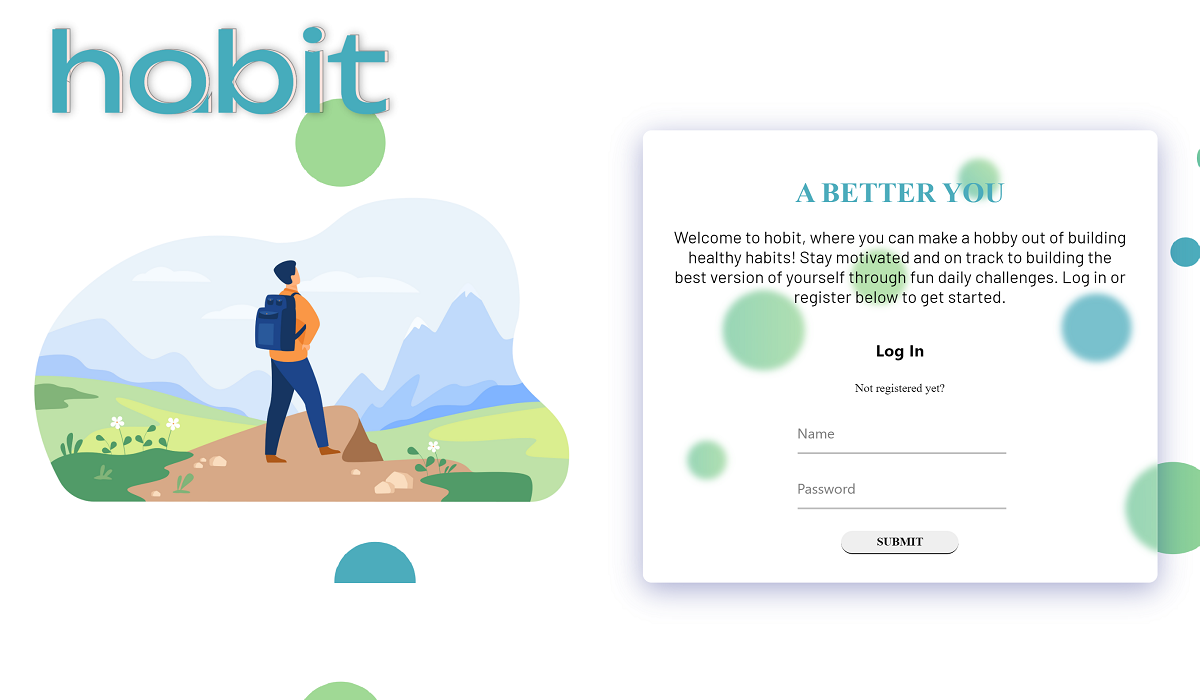 hobit
A BETTER YOU
Welcome to hobit, where you can make a hobby out of building
healthy habits! Stay motivated and on track to building the
best version of yourself through fun daily challenges. Log in or
register below to get started.
Log In
Not registered yet?
Name
Password
SUBMIT